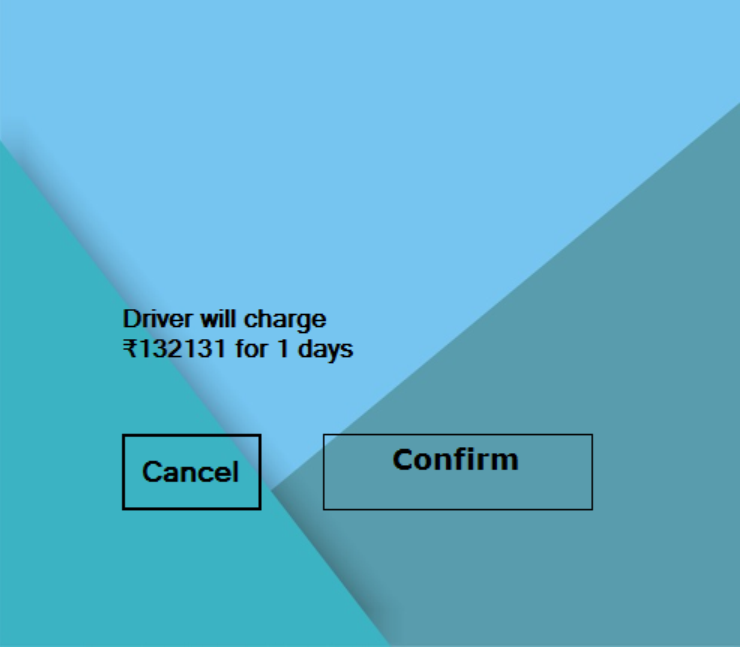 Driver will charge
₹132131 for 1 days
Cancel
Confirm